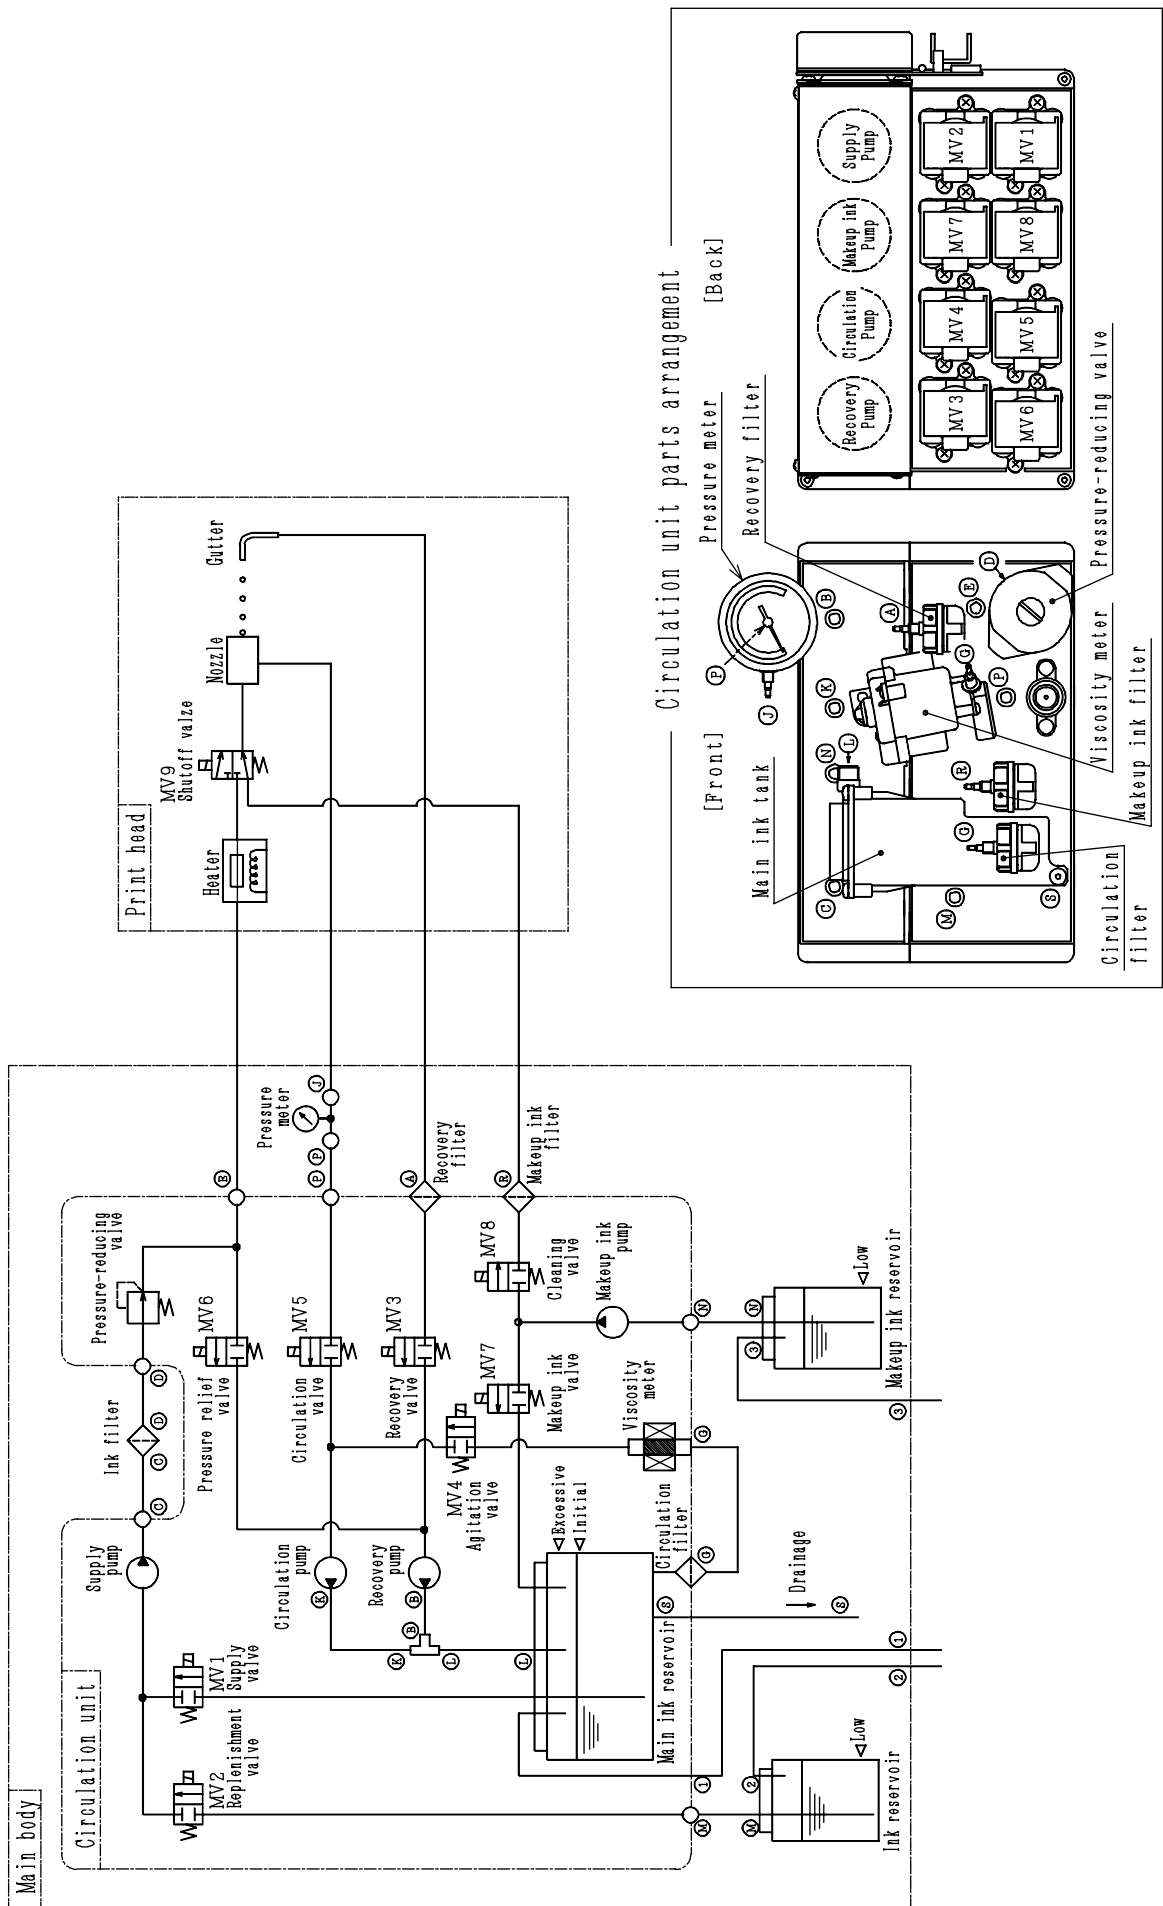 Main body
Circulation unit
MV2
Replenishment
valve
MV1
Supply
valve
Supply
pump
C
C
Ink filter
D
D
Pressure-reducing
valve
MV6
Pressure relief
valve
E
MV5
Circulation
valve
P
P
J
Pressure
meter
Circulation
pump
K
K
MV3
Recovery
valve
A
Recovery
filter
Recovery
pump
B
B
L
L
MV4
Agitation
valve
MV7
Makeup ink
valve
MV8
Cleaning
valve
R
Makeup ink
filter
Makeup ink
pump
N
N
3
3
Low
Makeup ink reservoir
Viscosity
meter
G
G
Circulation
filter
Excessive
Initial
Main ink reservoir
S
S
Drainage
1
1
2
2
M
M
Low
Ink reservoir
Print head
Heater
MV9
Shutoff valze
Nozzle
Gutter
Circulation unit parts arrangement
[Front]
[Back]
Pressure meter
Recovery filter
Main ink tank
P
J
B
K
N
L
C
A
E
D
G
P
R
G
M
S
Circulation
filter
Makeup ink filter
Viscosity meter
Pressure-reducing valve
Recovery
Pump
Circulation
Pump
Makeup ink
Pump
Supply
Pump
MV3
MV4
MV7
MV2
MV6
MV5
MV8
MV1